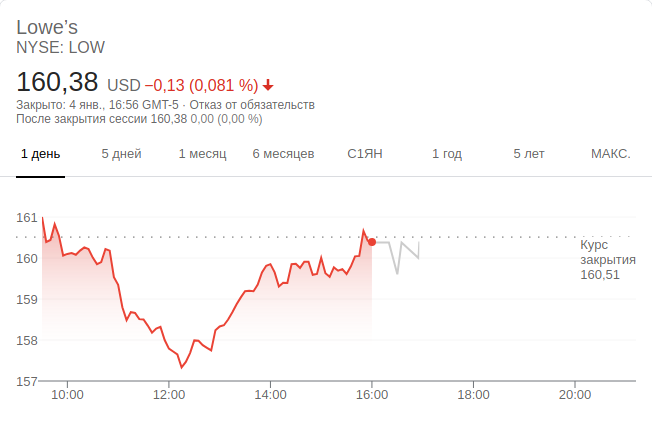 Lowe’s
NYSE: LOW
160,38 USD −0,13 (0,081 %)
Закрыто: 4 янв., 16:56 GMT-5 · Отказ от обязательств
После закрытия сессии 160,38 0,00 (0,00 %)
1 день 5 дней 1 месяц 6 месяцев С1ЯН 1 год 5 лет МАКС.
161
160
159
158
157
Курс
закрытия
160,51
10:00 12:00 14:00 16:00 18:00 20:00